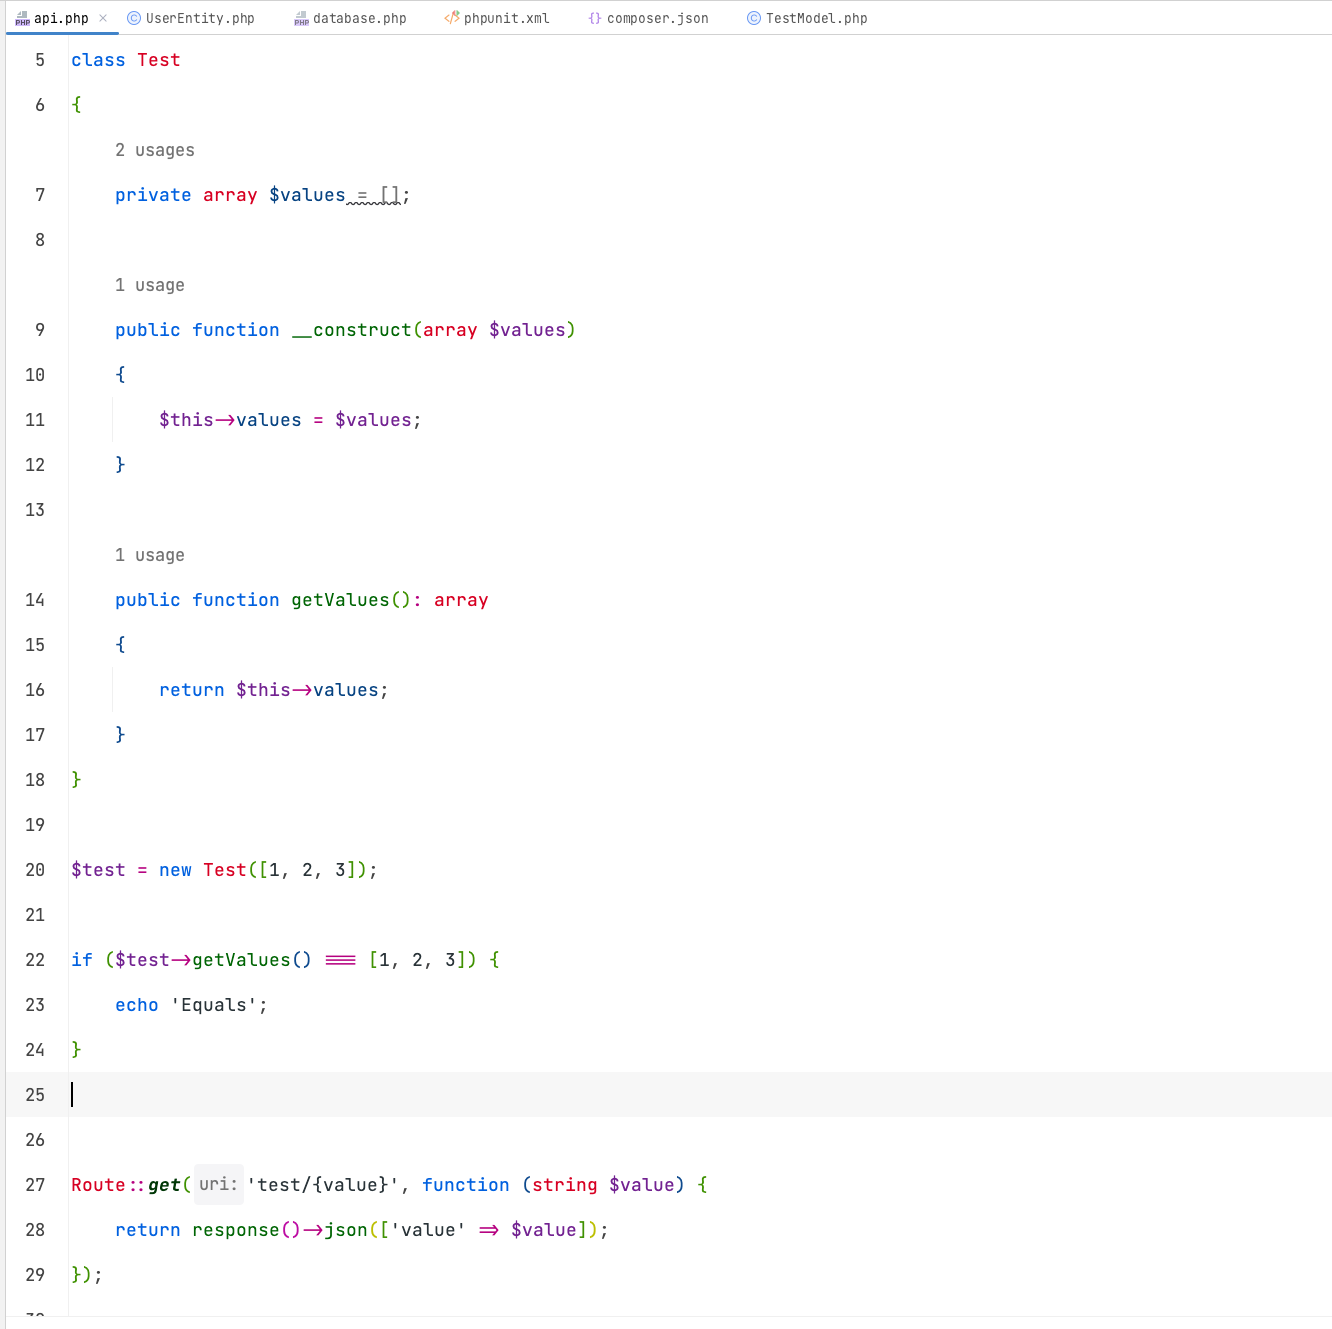 api.php × UserEntity.php database.php phpunit.xml {} composer.json TestModel.php
5 class Test
6 {
2 usages
7 private array $values = [];
8
1 usage
9 public function __construct(array $values)
10 {
11 $this->values = $values;
12 }
13
1 usage
14 public function getValues(): array
15 {
16 return $this->values;
17 }
18 }
19
20 $test = new Test([1, 2, 3]);
21
22 if ($test->getValues() === [1, 2, 3]) {
23 echo 'Equals';
24 }
25
26
27 Route::get( uri: 'test/{value}', function (string $value) {
28 return response()->json(['value' => $value]);
29 });